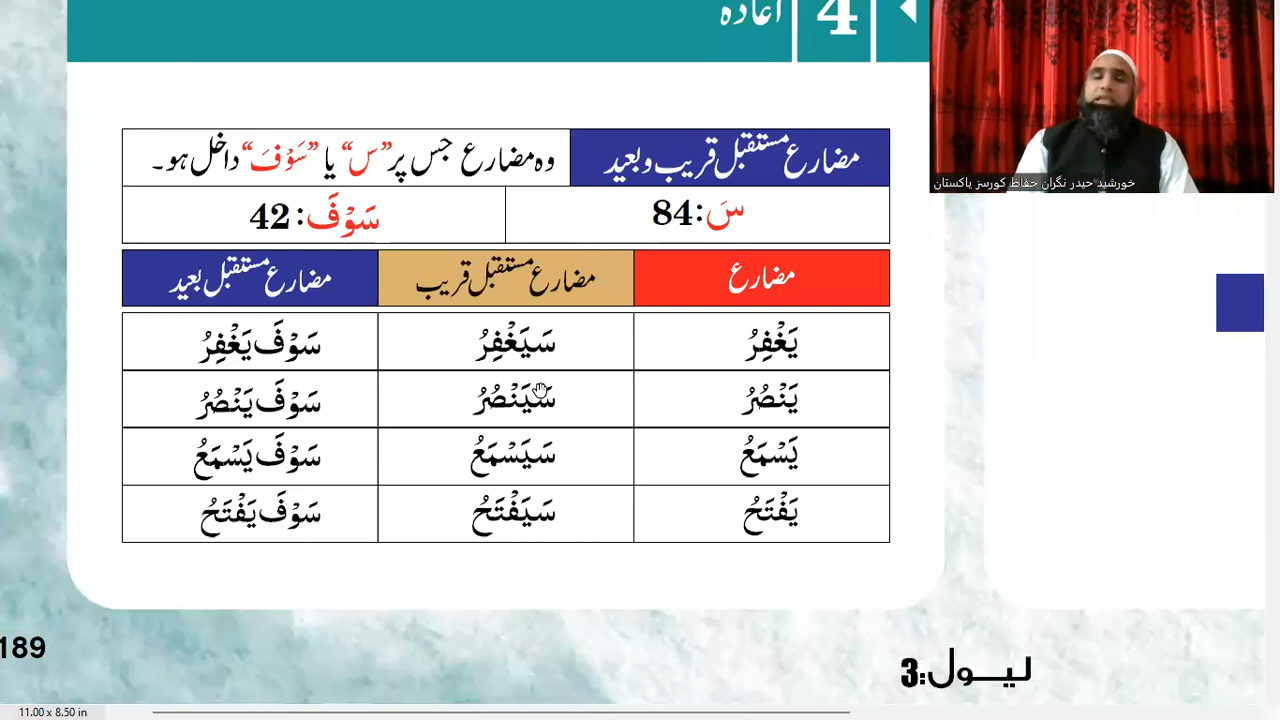 4 اعادہ
خورشید حیدر نگران حفاظ کورسز پاکستان
مضارع مستقبل قریب و بعید
وہ مضارع جس پر ”س“ یا ”سَوْفَ“ داخل ہو۔
سَ: 84
سَوْفَ: 42
مضارع مضارع مستقبل قریب مضارع مستقبل بعید
يَغْفِرُ سَيَغْفِرُ سَوْفَ يَغْفِرُ
يَنْصُرُ سَيَنْصُرُ سَوْفَ يَنْصُرُ
يَسْمَعُ سَيَسْمَعُ سَوْفَ يَسْمَعُ
يَفْتَحُ سَيَفْتَحُ سَوْفَ يَفْتَحُ
189
لیول:3
11.00 x 8.50 in